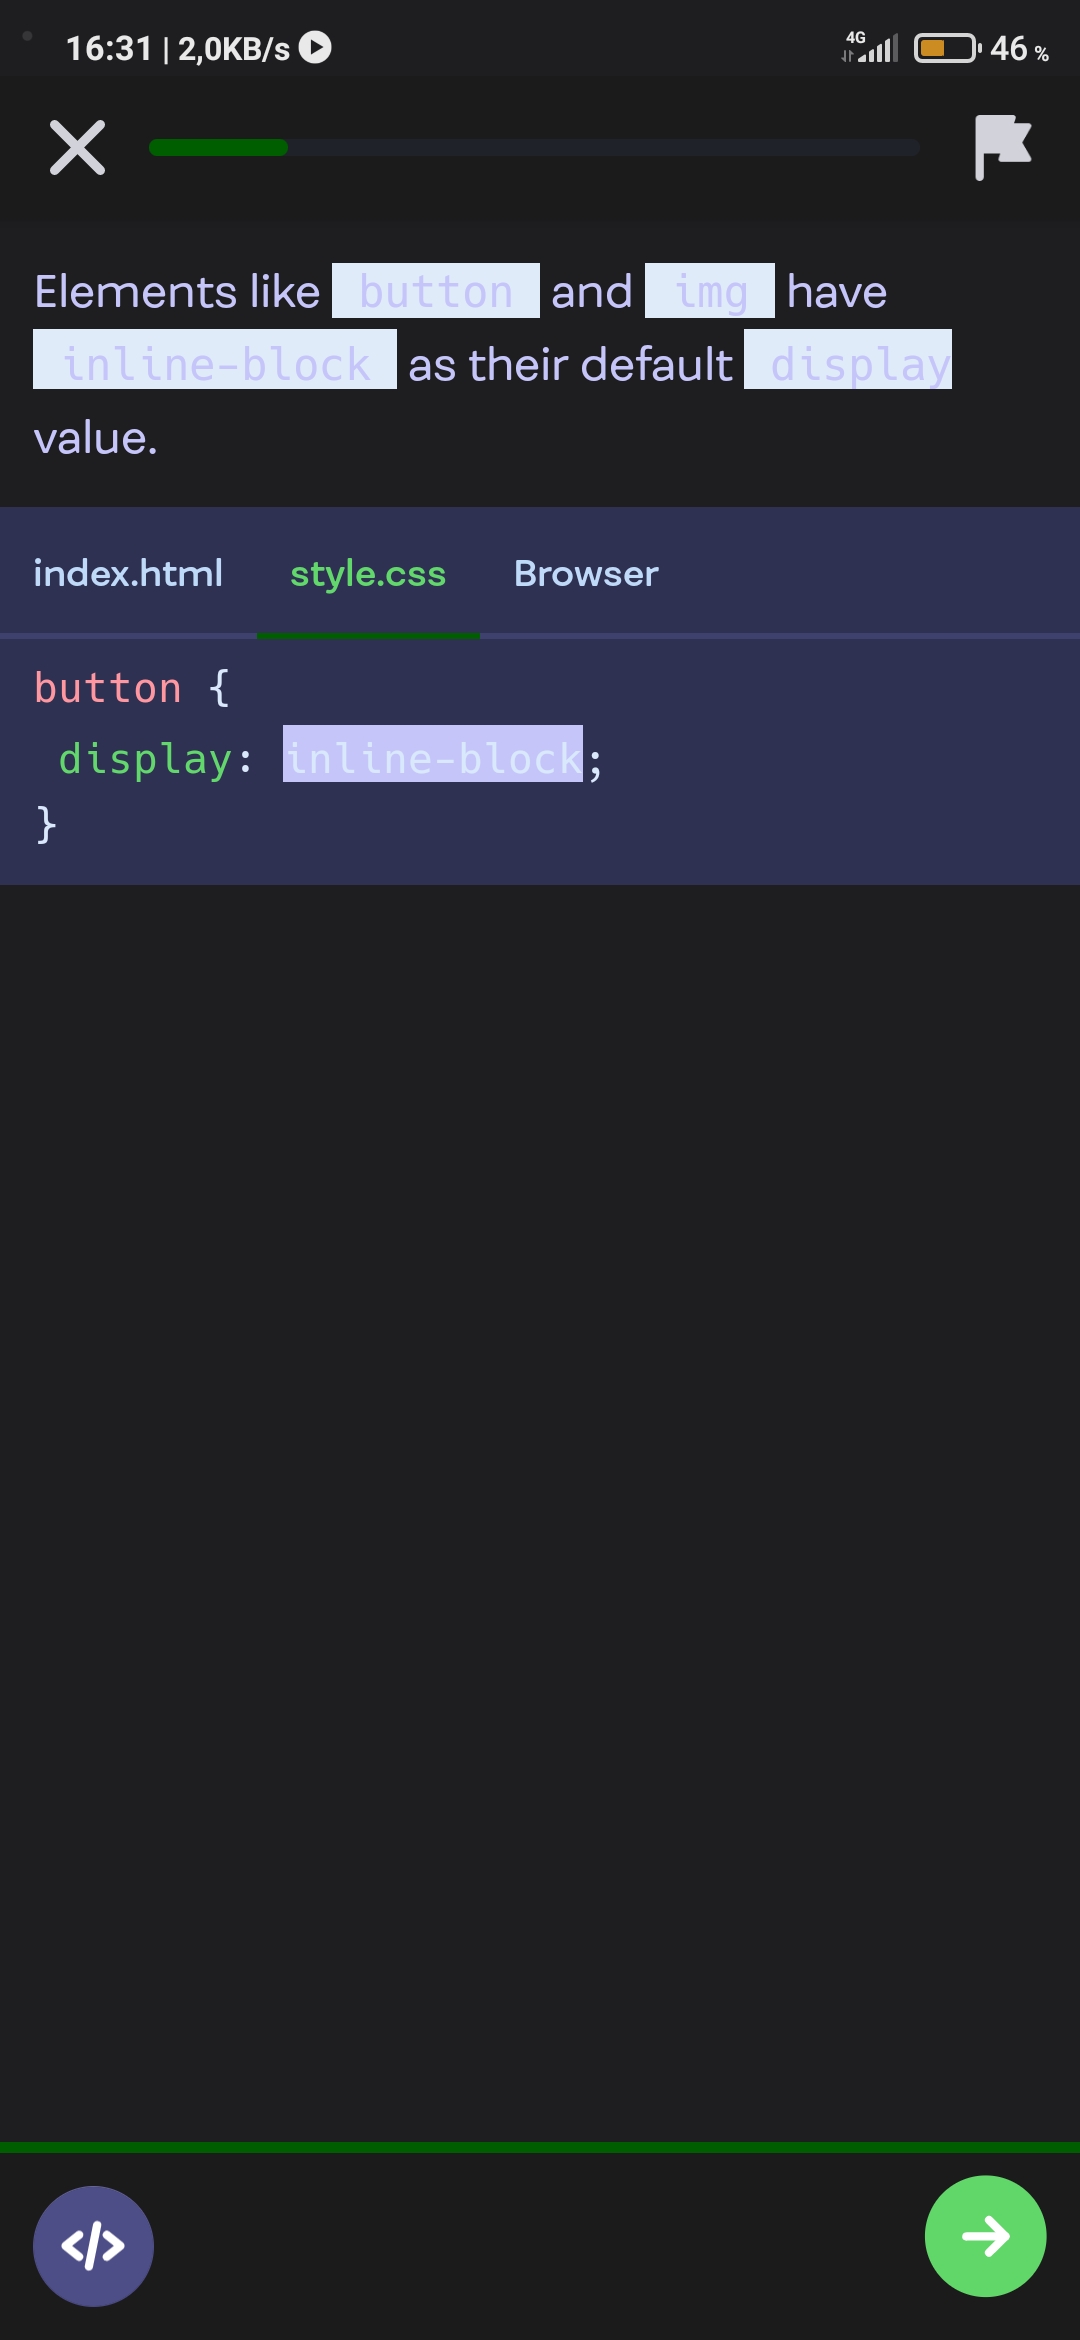 16:31 | 2,0KB/s 4G 46 %
Elements like button and img have
inline-block as their default display
value.
index.html style.css Browser
button {
display: inline-block;
}